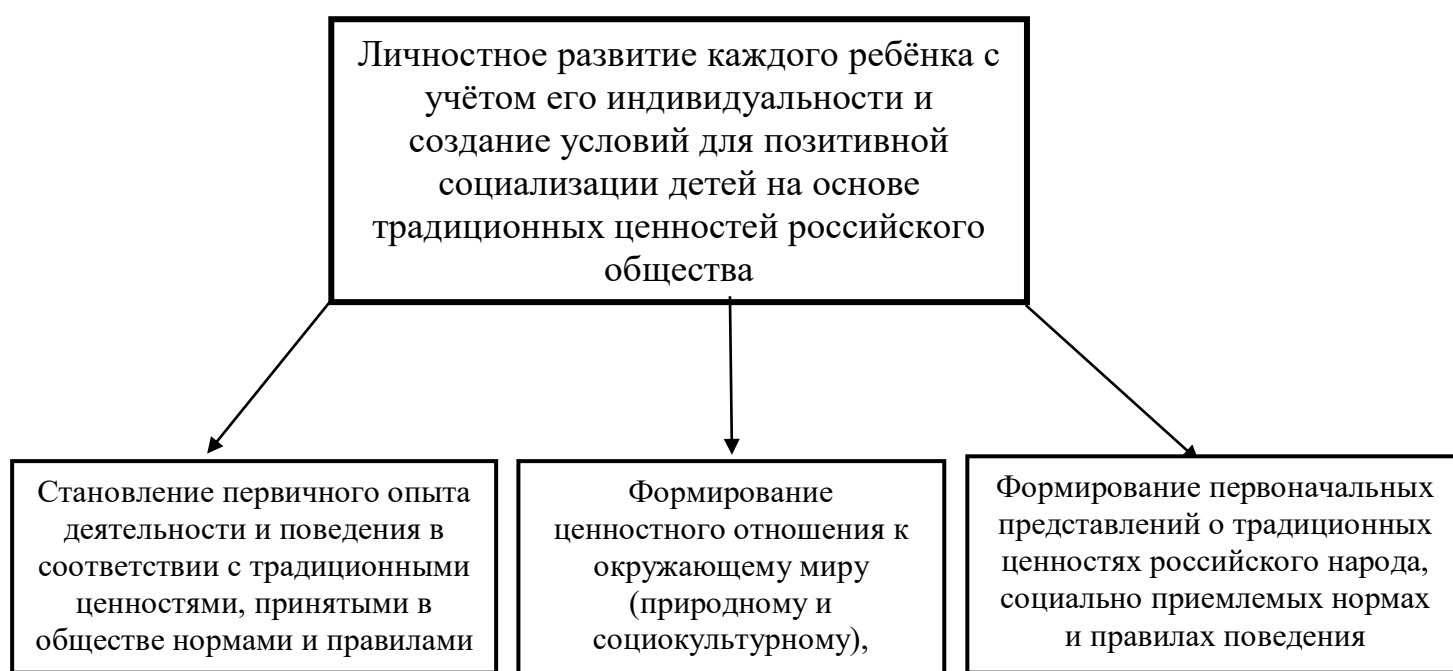 Личностное развитие каждого ребёнка с
учётом его индивидуальности и
создание условий для позитивной
социализации детей на основе
традиционных ценностей российского
общества
Становление первичного опыта
деятельности и поведения в
соответствии с традиционными
ценностями, принятыми в
обществе нормами и правилами
Формирование
ценностного отношения к
окружающему миру
(природному и
социокультурному),
Формирование первоначальных
представлений о традиционных
ценностях российского народа,
социально приемлемых нормах
и правилах поведения